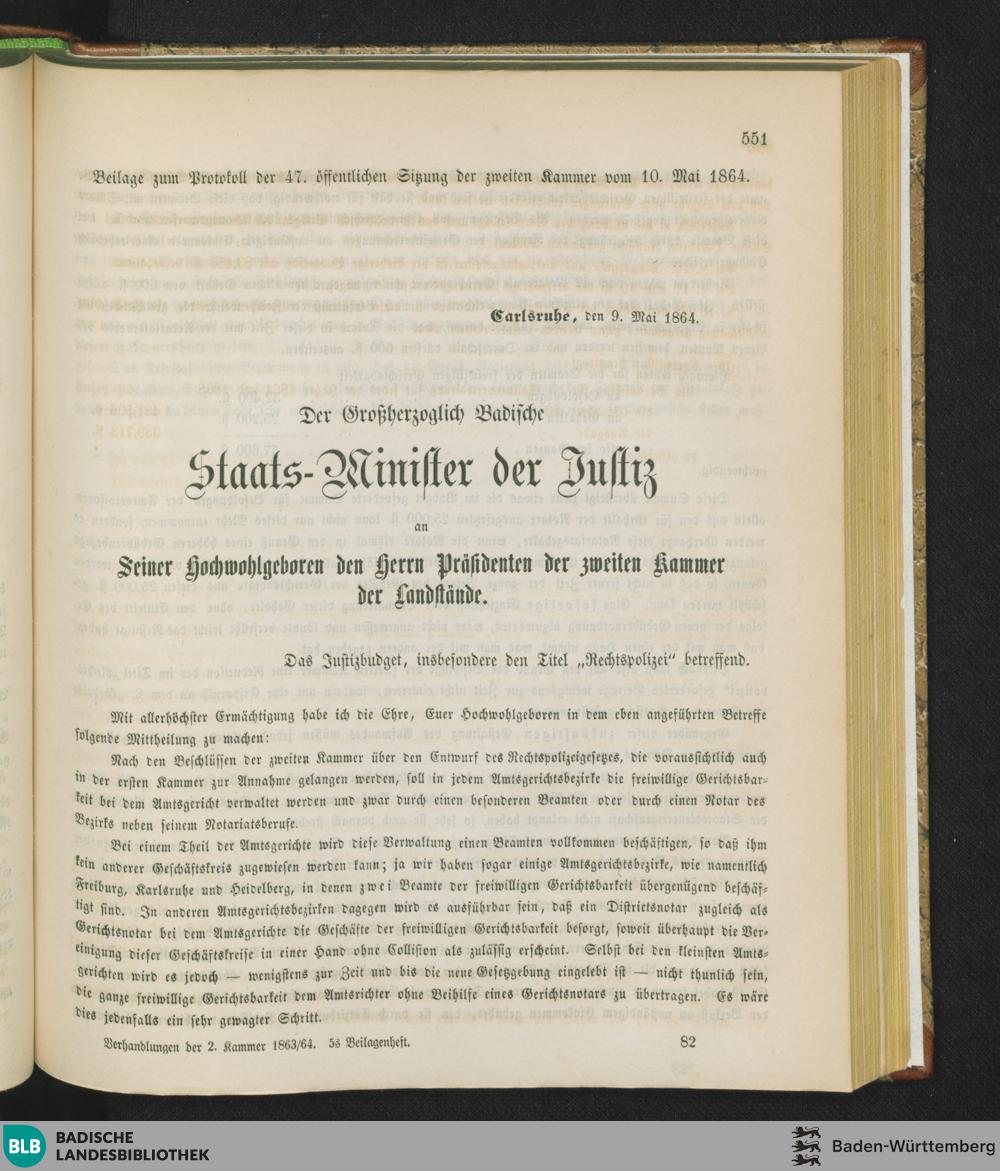 551
Beilage zum Protokoll der 47. öffentlichen Sitzung der zweiten Kammer vom 10. Mai 1864.
Carlsruhe, den 9. Mai 1864.
Der Großherzoglich Badische
Staats-Minister der Justiz
an
Seiner Hochwohlgeboren den Herrn Präsidenten der zweiten Kammer
der Landstände.
Das Justizbudget, insbesondere den Titel „Rechtspolizei“ betreffend.
Mit allerhöchster Ermächtigung habe ich die Ehre, Euer Hochwohlgeboren in dem eben angeführten Betreffe
folgende Mittheilung zu machen:
Nach den Beschlüssen der zweiten Kammer über den Entwurf des Rechtspolizeigesetzes, die voraussichtlich auch
in der ersten Kammer zur Annahme gelangen werden, soll in jedem Amtsgerichtsbezirke die freiwillige Gerichtsbar-
keit bei dem Amtsgericht verwaltet werden und zwar durch einen besonderen Beamten oder durch einen Notar des
Bezirks neben seinem Notariatsberufe.
Bei einem Theil der Amtsgerichte wird diese Verwaltung einen Beamten vollkommen beschäftigen, so daß ihm
kein anderer Geschäftskreis zugewiesen werden kann; ja wir haben sogar einige Amtsgerichtsbezirke, wie namentlich
Freiburg, Karlsruhe und Heidelberg, in denen zwei Beamte der freiwilligen Gerichtsbarkeit übergenügend beschäf-
tigt sind. In anderen Amtsgerichtsbezirken dagegen wird es ausführbar sein, daß ein Distrietsnotar zugleich als
Gerichtsnotar bei dem Amtsgerichte die Geschäfte der freiwilligen Gerichtsbarkeit besorgt, soweit überhaupt die Ver-
einigung dieser Geschäftskreise in einer Hand ohne Collision als zulässig erscheint. Selbst bei den kleinsten Amts-
gerichten wird es jedoch — wenigstens zur Zeit und bis die neue Gesetzgebung eingelebt ist — nicht thunlich sein,
die ganze freiwillige Gerichtsbarkeit dem Amtsrichter ohne Beihilfe eines Gerichtsnotars zu übertragen. Es wäre
dies jedenfalls ein sehr gewagter Schritt.
Verhandlungen der 2. Kammer 1863/64. 5s Beilagenheft.
82
BLB
BADISCHE
LANDESBIBLIOTHEK
Baden-Württemberg